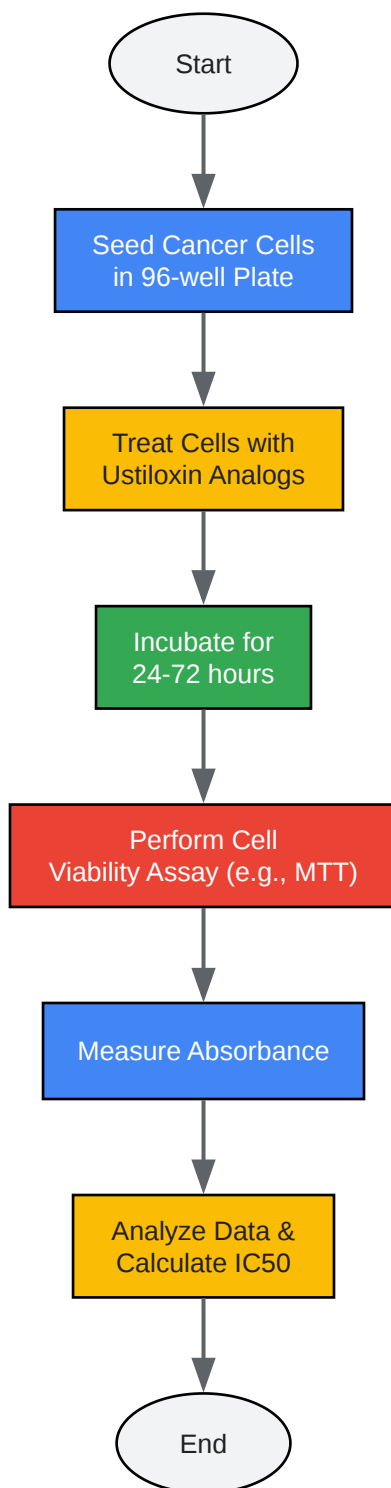 Start
Seed Cancer Cells
in 96-well Plate
Treat Cells with
Ustiloxin Analogs
Incubate for
24-72 hours
Perform Cell
Viability Assay (e.g., MTT)
Measure Absorbance
Analyze Data &
Calculate IC50
End